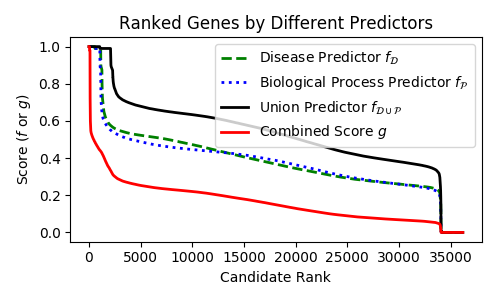 Ranked Genes by Different Predictors
Score (f or g)
1.0
0.8
0.6
0.4
0.2
0.0
Disease Predictor f_𝒟
Biological Process Predictor f_𝒫
Union Predictor f_𝒟∪𝒫
Combined Score g
0 5000 10000 15000 20000 25000 30000 35000
Candidate Rank